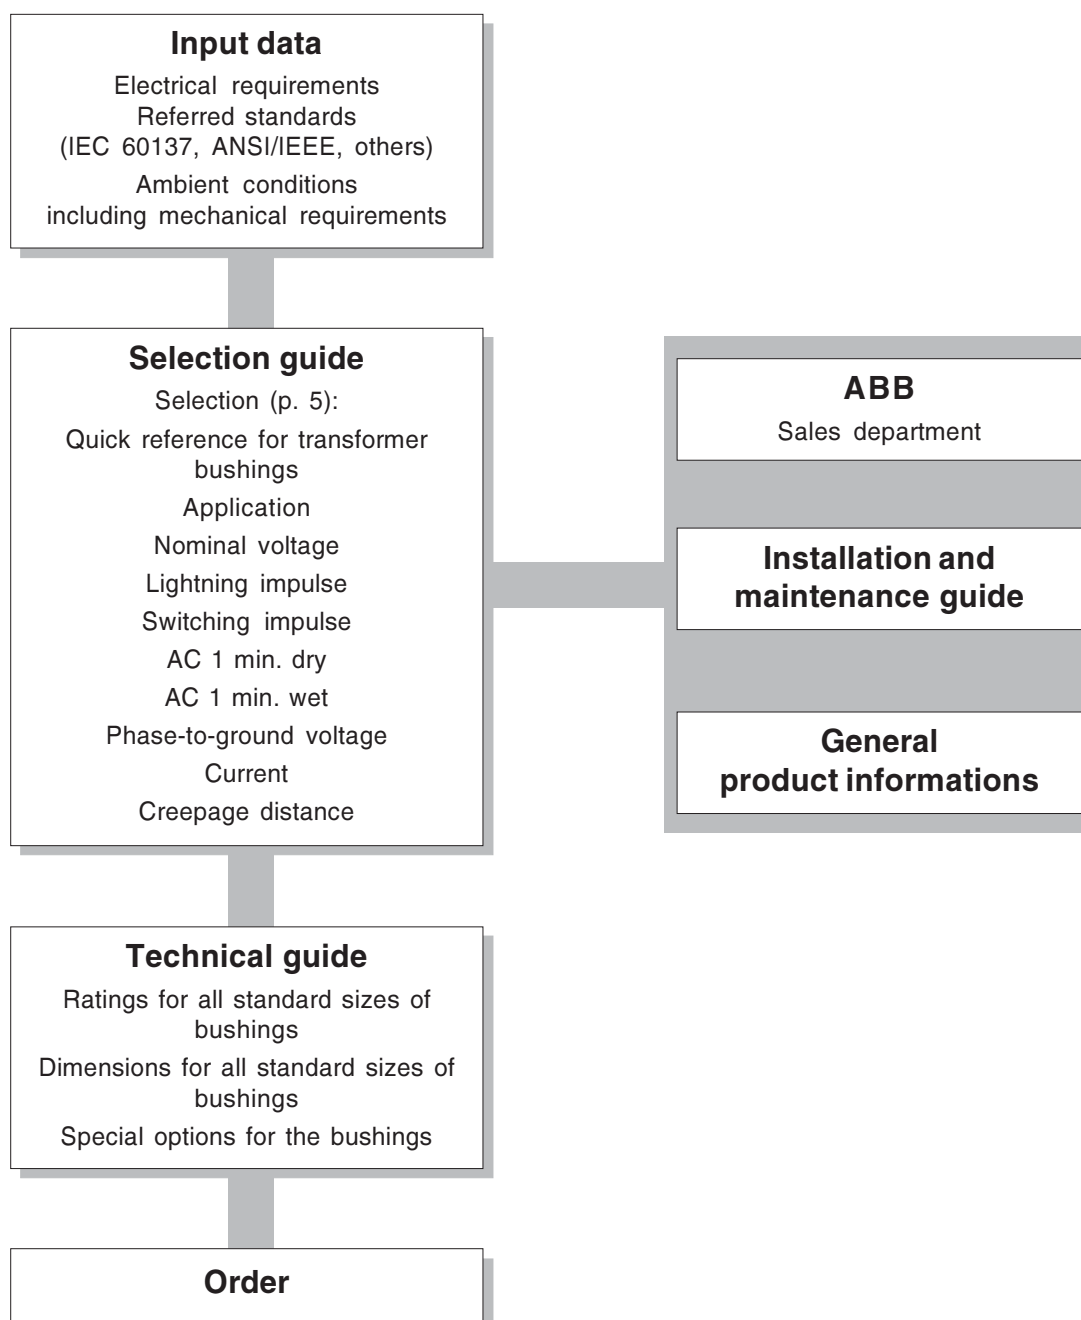 Input data
Electrical requirements
Referred standards
(IEC 60137, ANSI/IEEE, others)
Ambient conditions
including mechanical requirements
Selection guide
Selection (p. 5):
Quick reference for transformer
bushings
Application
Nominal voltage
Lightning impulse
Switching impulse
AC 1 min. dry
AC 1 min. wet
Phase-to-ground voltage
Current
Creepage distance
ABB
Sales department
Installation and
maintenance guide
General
product informations
Technical guide
Ratings for all standard sizes of
bushings
Dimensions for all standard sizes of
bushings
Special options for the bushings
Order